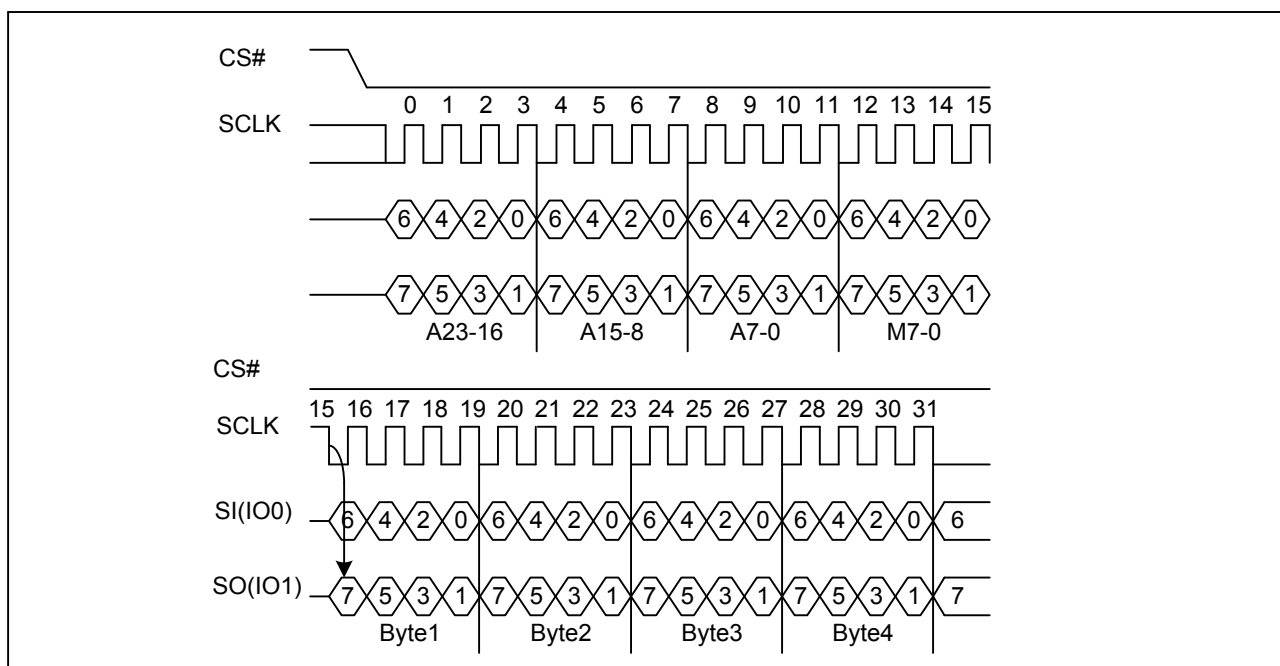 CS#
0 1 2 3 4 5 6 7 8 9 10 11 12 13 14 15
SCLK
6 4 2 0 6 4 2 0 6 4 2 0 6 4 2 0
7 5 3 1 7 5 3 1 7 5 3 1 7 5 3 1
A23-16 A15-8 A7-0 M7-0
CS#
15 16 17 18 19 20 21 22 23 24 25 26 27 28 29 30 31
SCLK
SI(IO0) 6 4 2 0 6 4 2 0 6 4 2 0 6 4 2 0 6
SO(IO1) 7 5 3 1 7 5 3 1 7 5 3 1 7 5 3 1 7
Byte1 Byte2 Byte3 Byte4